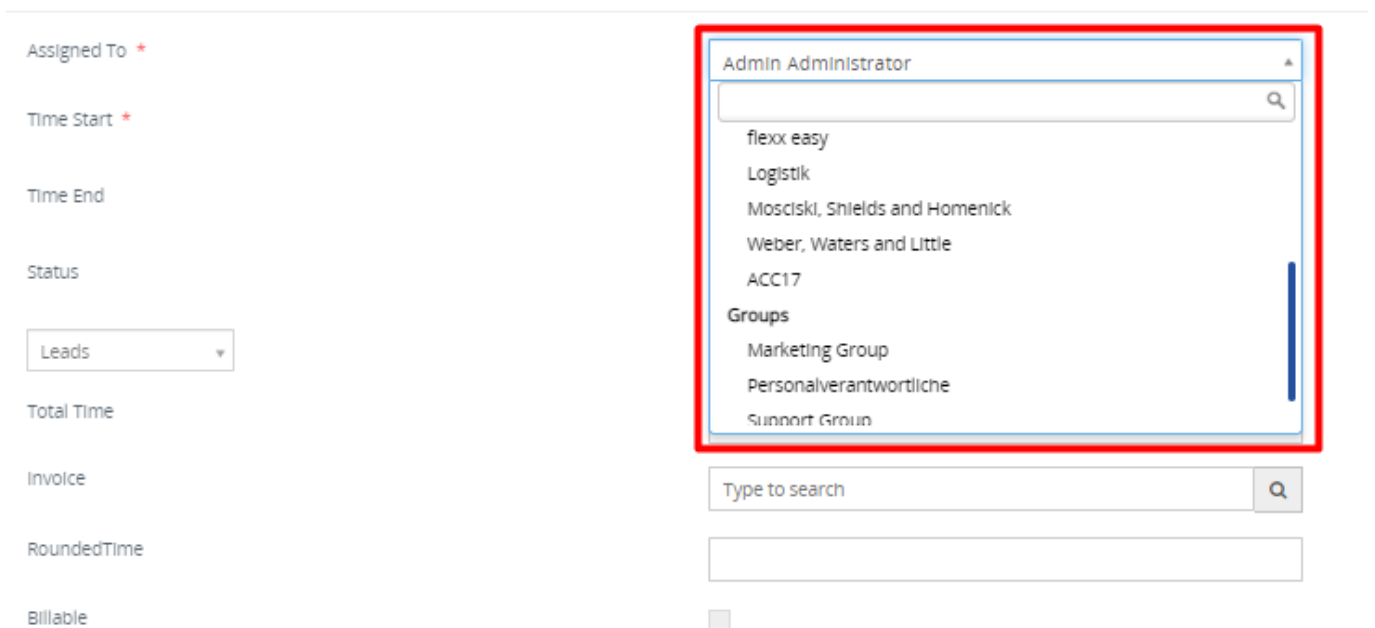 Assigned To *
Admin Administrator
Time Start *
flexx easy
Logistik
Time End
Mosciski, Shields and Homenick
Weber, Waters and Little
Status
ACC17
Groups
Leads
Marketing Group
Personalverantwortliche
Total Time
Support Group
Invoice
Type to search
RoundedTime
Billable